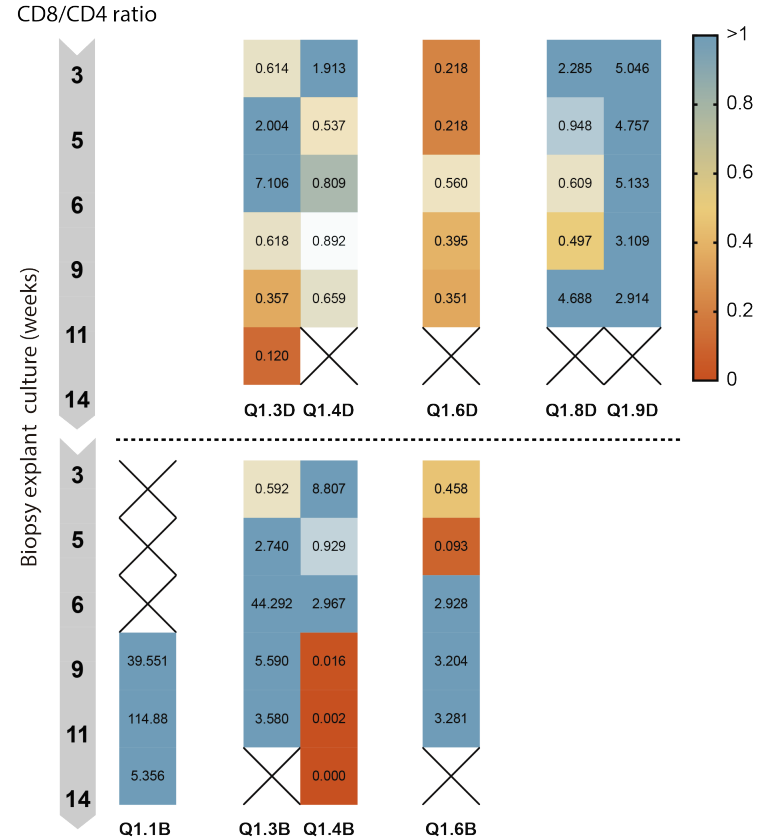 CD8/CD4 ratio
3 0.614 1.913 0.218 2.285 5.046 >1
5 2.004 0.537 0.218 0.948 4.757 0.8
6 7.106 0.809 0.560 0.609 5.133 0.6
9 0.618 0.892 0.395 0.497 3.109 0.4
11 0.357 0.659 0.351 4.688 2.914 0.2
14 0.120 0
Q1.3D Q1.4D Q1.6D Q1.8D Q1.9D
Biopsy explant culture (weeks)
3 0.592 8.807 0.458
5 2.740 0.929 0.093
6 44.292 2.967 2.928
9 39.551 5.590 0.016 3.204
11 114.88 3.580 0.002 3.281
14 5.356 0.000
Q1.1B Q1.3B Q1.4B Q1.6B